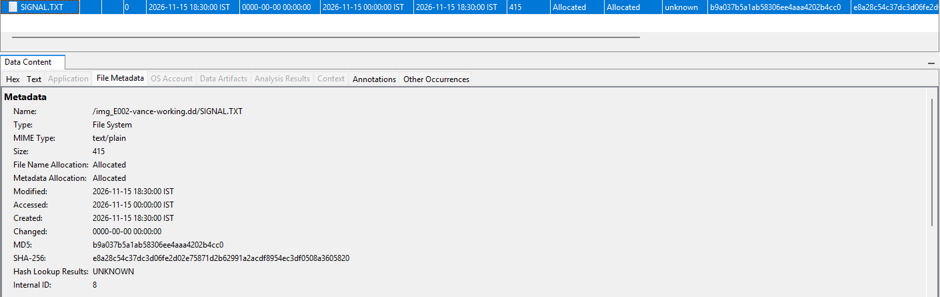 SIGNAL.TXT 0 2026-11-15 18:30:00 IST 0000-00-00 00:00:00 2026-11-15 00:00:00 IST 2026-11-15 18:30:00 IST 415 Allocated Allocated unknown b9a037b5a1ab58306ee4aaa4202b4cc0 e8a28c54c37dc3d06fe2d
Data Content
Hex Text Application File Metadata OS Account Data Artifacts Analysis Results Context Annotations Other Occurrences
Metadata
Name: /img_E002-vance-working.dd/SIGNAL.TXT
Type: File System
MIME Type: text/plain
Size: 415
File Name Allocation: Allocated
Metadata Allocation: Allocated
Modified: 2026-11-15 18:30:00 IST
Accessed: 2026-11-15 00:00:00 IST
Created: 2026-11-15 18:30:00 IST
Changed: 0000-00-00 00:00:00
MD5: b9a037b5a1ab58306ee4aaa4202b4cc0
SHA-256: e8a28c54c37dc3d06fe2d02e75871d2b62991a2acdf8954ec3df0508a3605820
Hash Lookup Results: UNKNOWN
Internal ID: 8